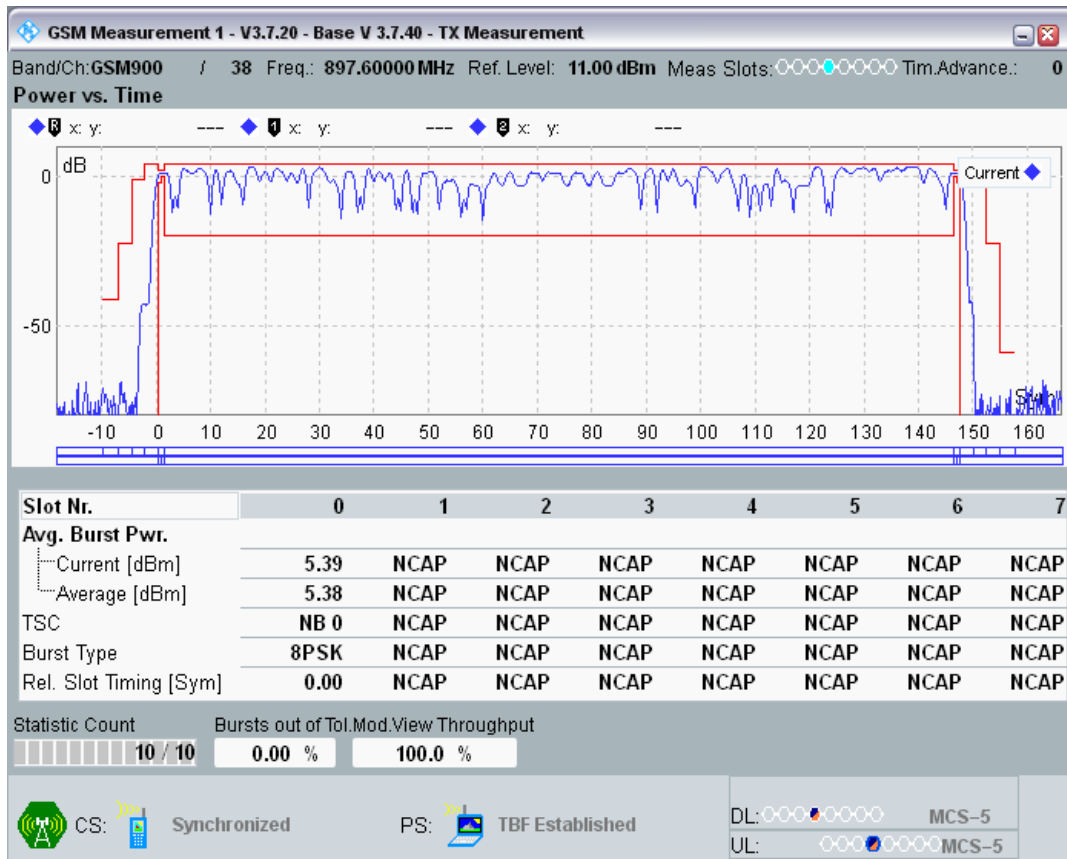 GSM Measurement 1 - V3.7.20 - Base V 3.7.40 - TX Measurement
Band/Ch:GSM900 / 38 Freq.: 897.60000 MHz Ref. Level: 11.00 dBm Meas Slots: Tim.Advance.: 0
Power vs. Time
R x: y: --- 1 x: y: --- 2 x: y: ---
dB
Current
0
-50
Sym
-10 0 10 20 30 40 50 60 70 80 90 100 110 120 130 140 150 160
Slot Nr. 0 1 2 3 4 5 6 7
Avg. Burst Pwr.
Current [dBm] 5.39 NCAP NCAP NCAP NCAP NCAP NCAP NCAP
Average [dBm] 5.38 NCAP NCAP NCAP NCAP NCAP NCAP NCAP
TSC NB 0 NCAP NCAP NCAP NCAP NCAP NCAP NCAP
Burst Type 8PSK NCAP NCAP NCAP NCAP NCAP NCAP NCAP
Rel. Slot Timing [Sym] 0.00 NCAP NCAP NCAP NCAP NCAP NCAP NCAP
Statistic Count Bursts out of Tol.Mod.View Throughput
10 / 10 0.00 % 100.0 %
CS: Synchronized PS: TBF Established DL: MCS-5
UL: MCS-5